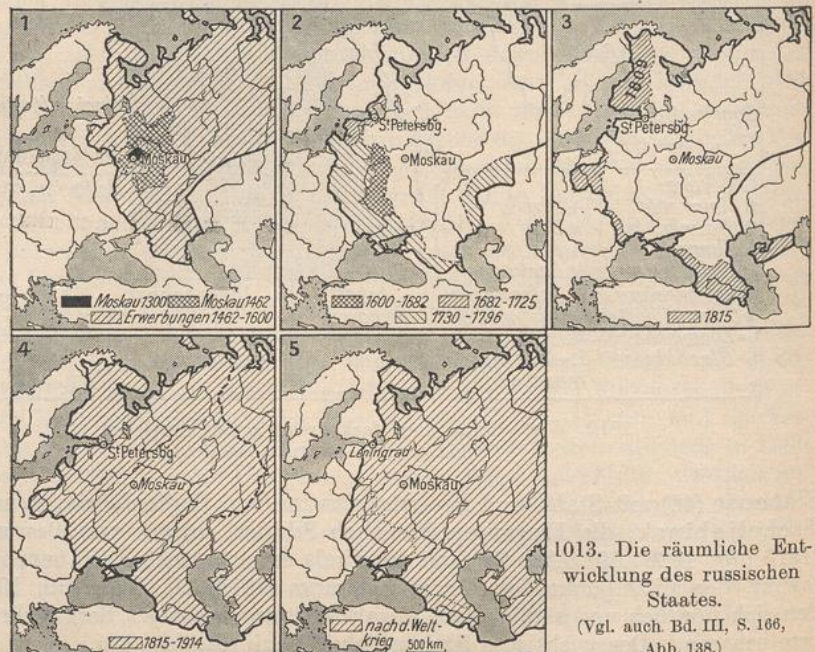 1
Moskau
Moskau 1300 Moskau 1462
Erwerbungen 1462-1600
2
St Petersbg.
Moskau
1600-1682 1682-1725
1730-1796
3
1809
St Petersbg.
Moskau
1815
4
St Petersbg.
Moskau
1815-1914
5
Leningrad
Moskau
nach d. Welt-
krieg 500 km
1013. Die räumliche Ent-
wicklung des russischen
Staates.
(Vgl. auch Bd. III, S. 166,
Abb. 138.)